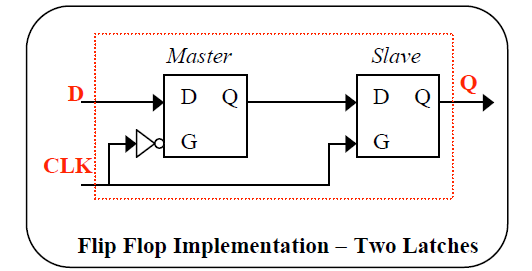 Master Slave
D D Q D Q Q
G G
CLK
Flip Flop Implementation – Two Latches